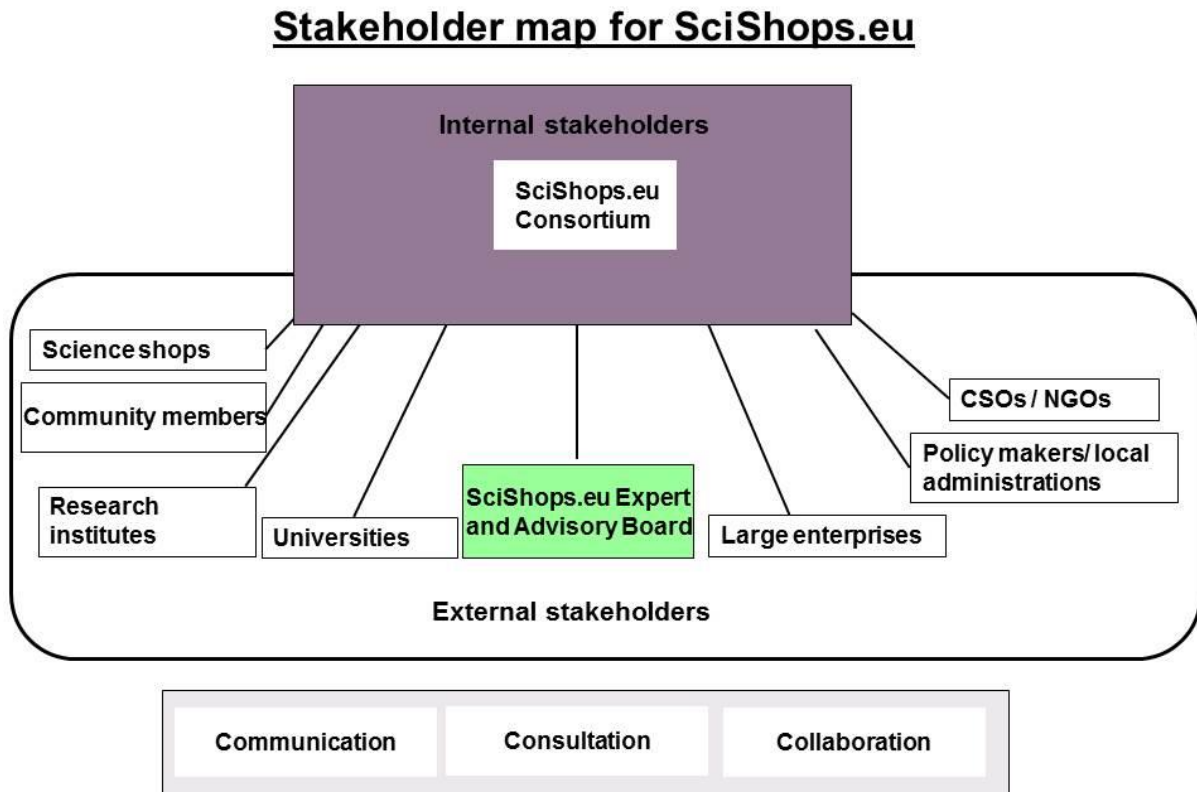 Stakeholder map for SciShops.eu
Internal stakeholders
SciShops.eu
Consortium
Science shops
Community members
Research
institutes
Universities
SciShops.eu Expert
and Advisory Board
Large enterprises
CSOs / NGOs
Policy makers/ local
administrations
External stakeholders
Communication
Consultation
Collaboration